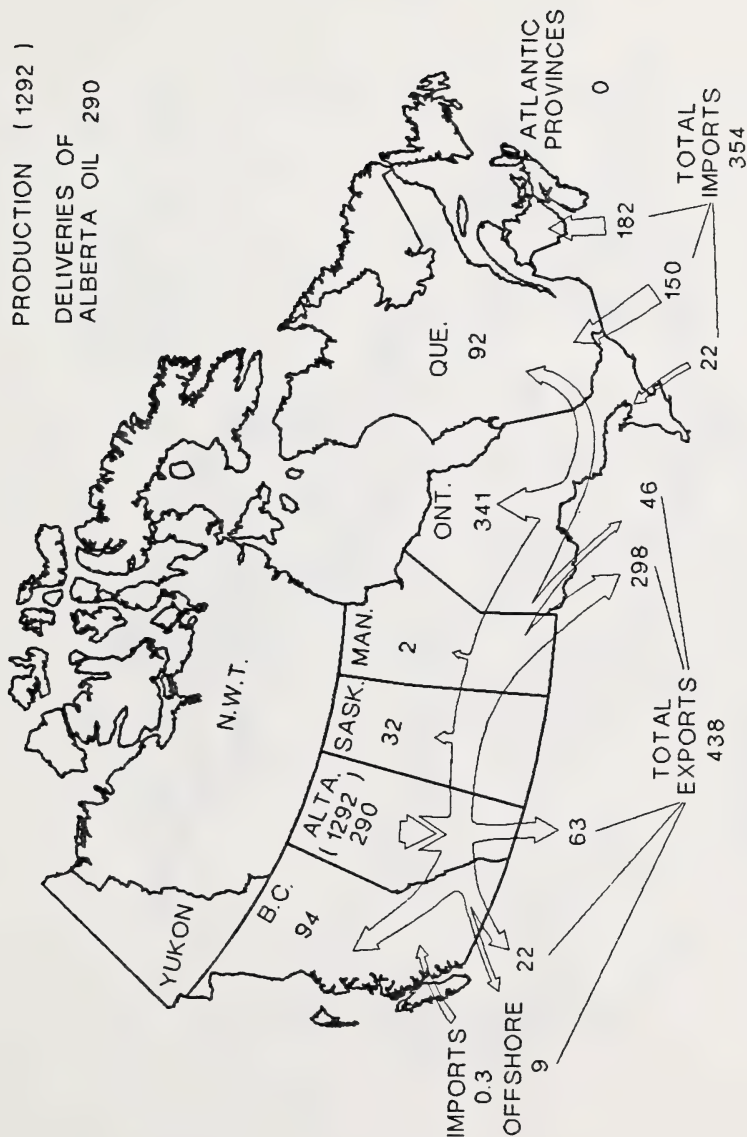 PRODUCTION (1292)
DELIVERIES OF
ALBERTA OIL 290
YUKON
N.W.T.
B.C.
94
ALTA.
(1292)
290
SASK.
32
MAN.
2
ONT.
341
QUE.
92
ATLANTIC
PROVINCES
0
IMPORTS
0.3
OFFSHORE
9
22
63
TOTAL
EXPORTS
438
298
46
22
150
182
TOTAL
IMPORTS
354